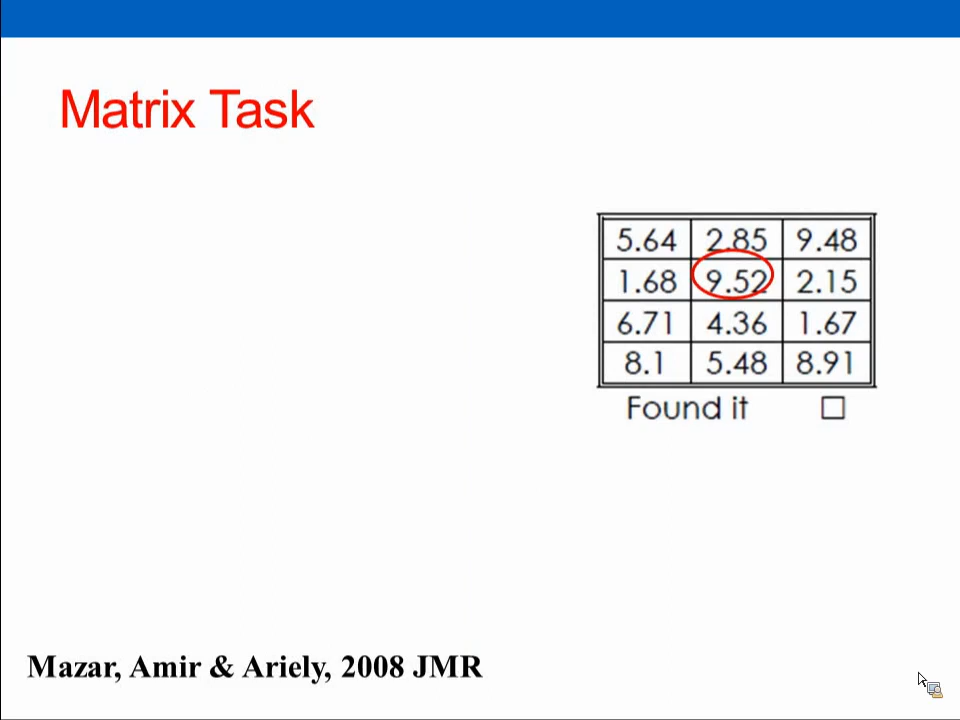 Matrix Task
5.64 2.85 9.48
1.68 9.52 2.15
6.71 4.36 1.67
8.1 5.48 8.91
Found it
Mazar, Amir & Ariely, 2008 JMR